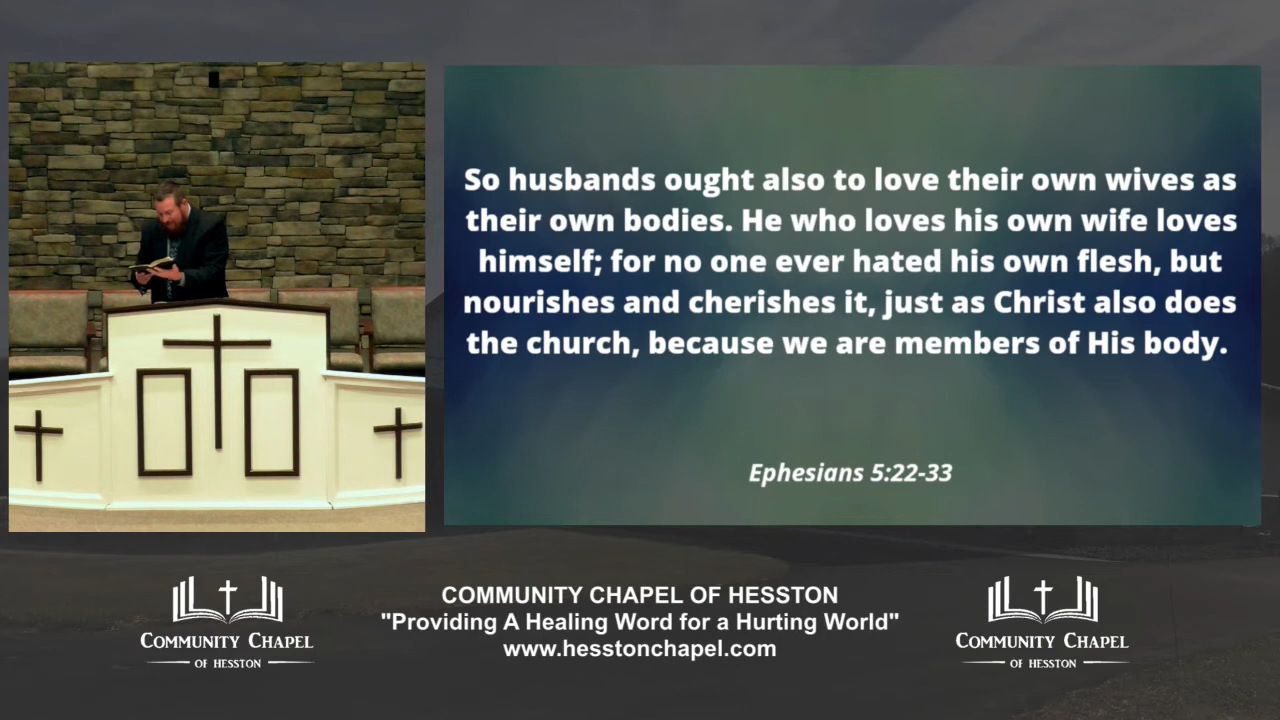 So husbands ought also to love their own wives as
their own bodies. He who loves his own wife loves
himself; for no one ever hated his own flesh, but
nourishes and cherishes it, just as Christ also does
the church, because we are members of His body.
Ephesians 5:22-33
COMMUNITY CHAPEL
OF HESSTON
COMMUNITY CHAPEL OF HESSTON
"Providing A Healing Word for a Hurting World"
www.hesstonchapel.com
COMMUNITY CHAPEL
OF HESSTON